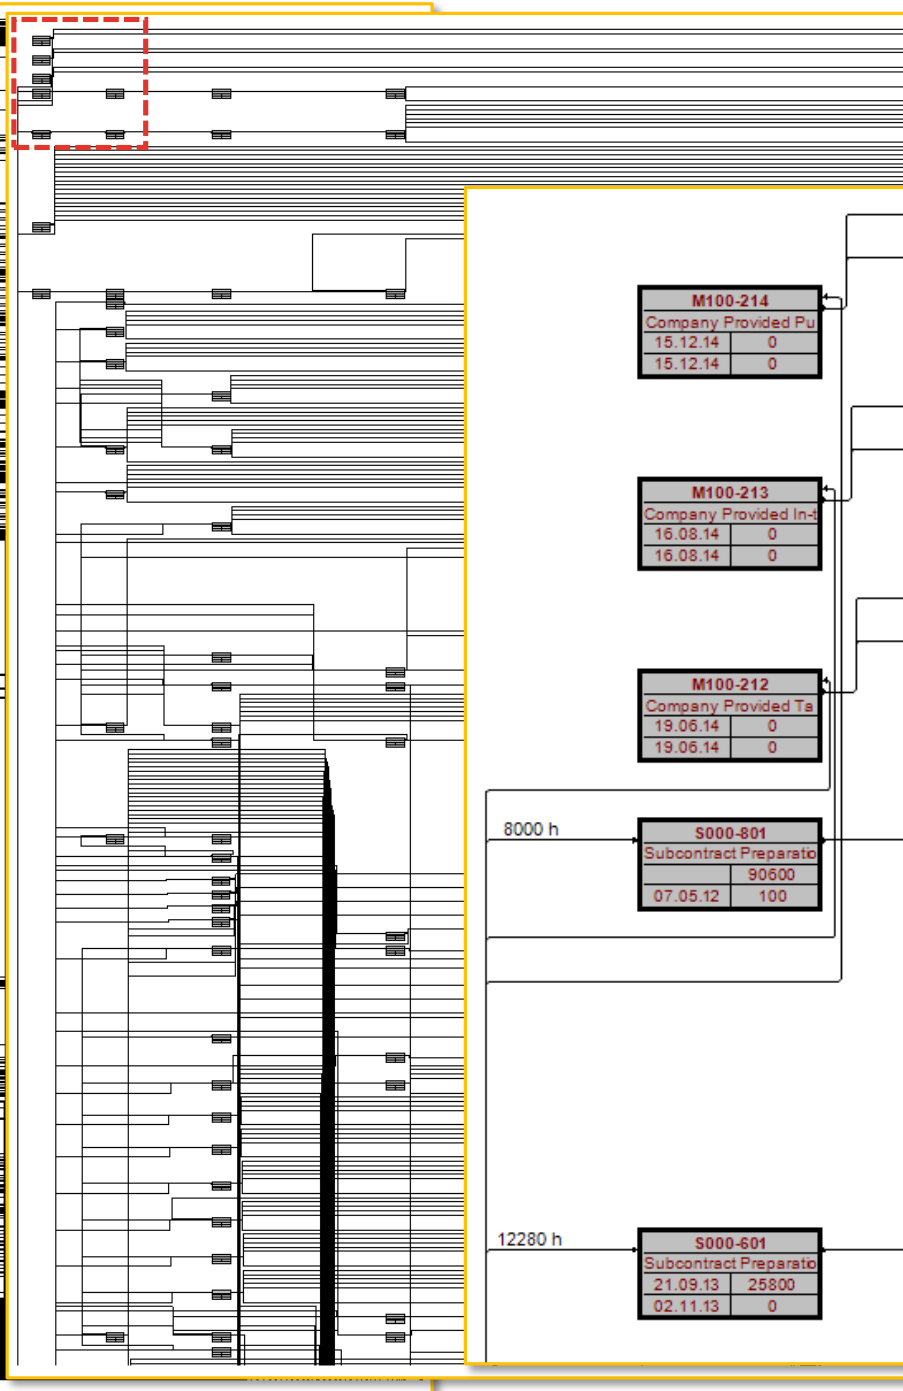 M100-214
Company Provided Pu
15.12.14 0
15.12.14 0
M100-213
Company Provided In-t
16.08.14 0
16.08.14 0
M100-212
Company Provided Ta
19.06.14 0
19.06.14 0
8000 h
S000-801
Subcontract Preparatio
90600
07.05.12 100
12280 h
S000-601
Subcontract Preparatio
21.09.13 25800
02.11.13 0